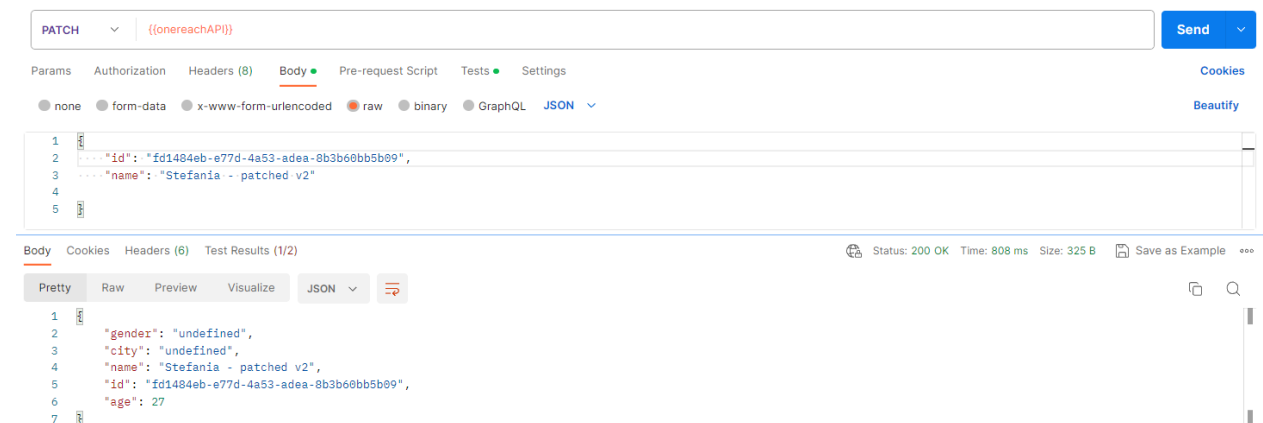 PATCH {{onereachAPI}} Send
Params Authorization Headers (8) Body Pre-request Script Tests Settings Cookies
none form-data x-www-form-urlencoded raw binary GraphQL JSON Beautify
1 {
2 "id": "fd1484eb-e77d-4a53-adea-8b3b60bb5b09",
3 "name": "Stefania - patched v2"
4
5 }
Body Cookies Headers (6) Test Results (1/2) Status: 200 OK Time: 808 ms Size: 325 B Save as Example
Pretty Raw Preview Visualize JSON
1 {
2 "gender": "undefined",
3 "city": "undefined",
4 "name": "Stefania - patched v2",
5 "id": "fd1484eb-e77d-4a53-adea-8b3b60bb5b09",
6 "age": 27
7 }